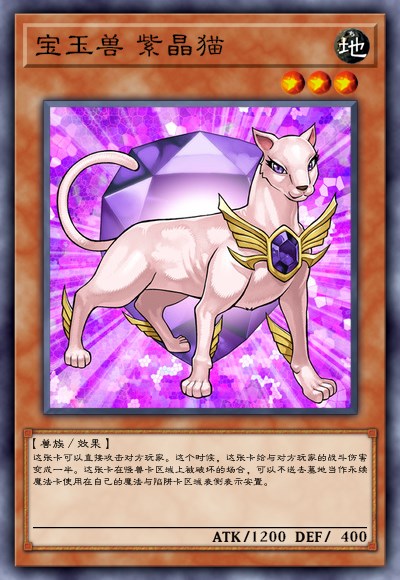 宝玉兽 紫晶猫
地
【兽族／效果】
这张卡可以直接攻击对方玩家。这个时候，这张卡给与对方玩家的战斗伤害
变成一半。这张卡在怪兽卡区域上被破坏的场合，可以不送去墓地当作永续
魔法卡使用在自己的魔法与陷阱卡区域表侧表示安置。
ATK/1200 DEF/ 400